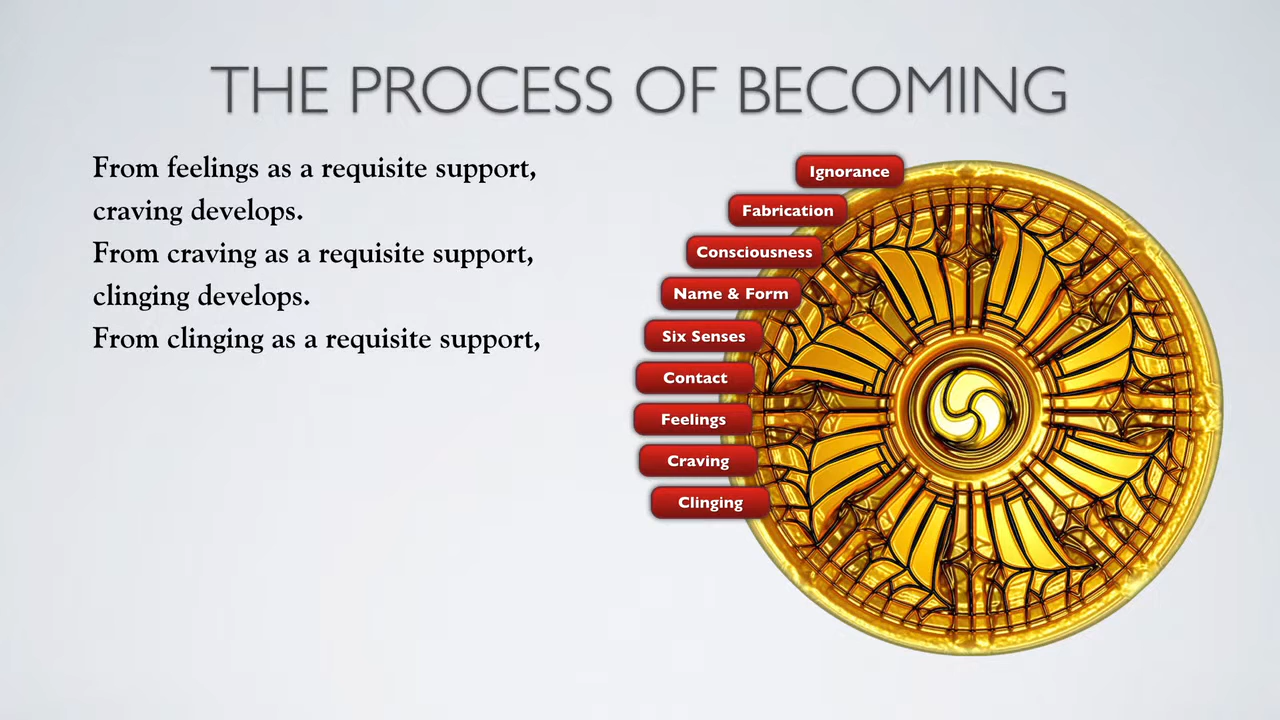 THE PROCESS OF BECOMING
From feelings as a requisite support,
craving develops.
From craving as a requisite support,
clinging develops.
From clinging as a requisite support,
Ignorance
Fabrication
Consciousness
Name & Form
Six Senses
Contact
Feelings
Craving
Clinging